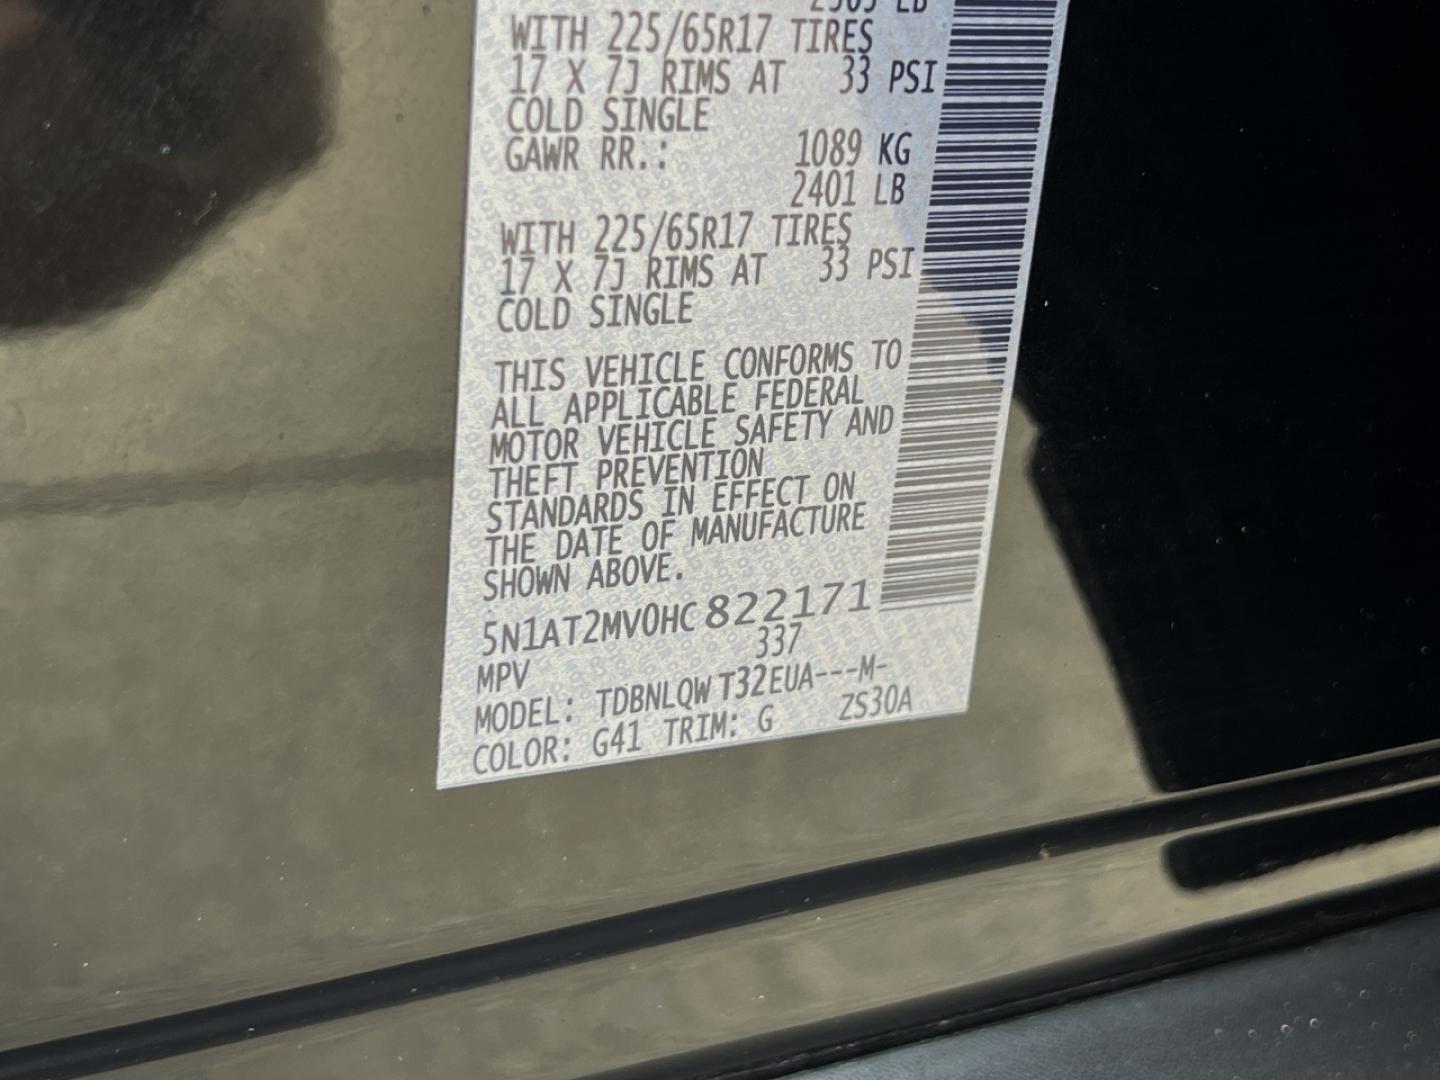 WITH 225/65R17 TIRES
17 X 7J RIMS AT 33 PSI
COLD SINGLE
GAWR RR.: 1089 KG
2401 LB
WITH 225/65R17 TIRES
17 X 7J RIMS AT 33 PSI
COLD SINGLE
THIS VEHICLE CONFORMS TO
ALL APPLICABLE FEDERAL
MOTOR VEHICLE SAFETY AND
THEFT PREVENTION
STANDARDS IN EFFECT ON
THE DATE OF MANUFACTURE
SHOWN ABOVE.
5N1AT2MV0HC822171
MPV 337
MODEL: TDBNLQWT32EUA---M-
COLOR: G41 TRIM: G ZS30A